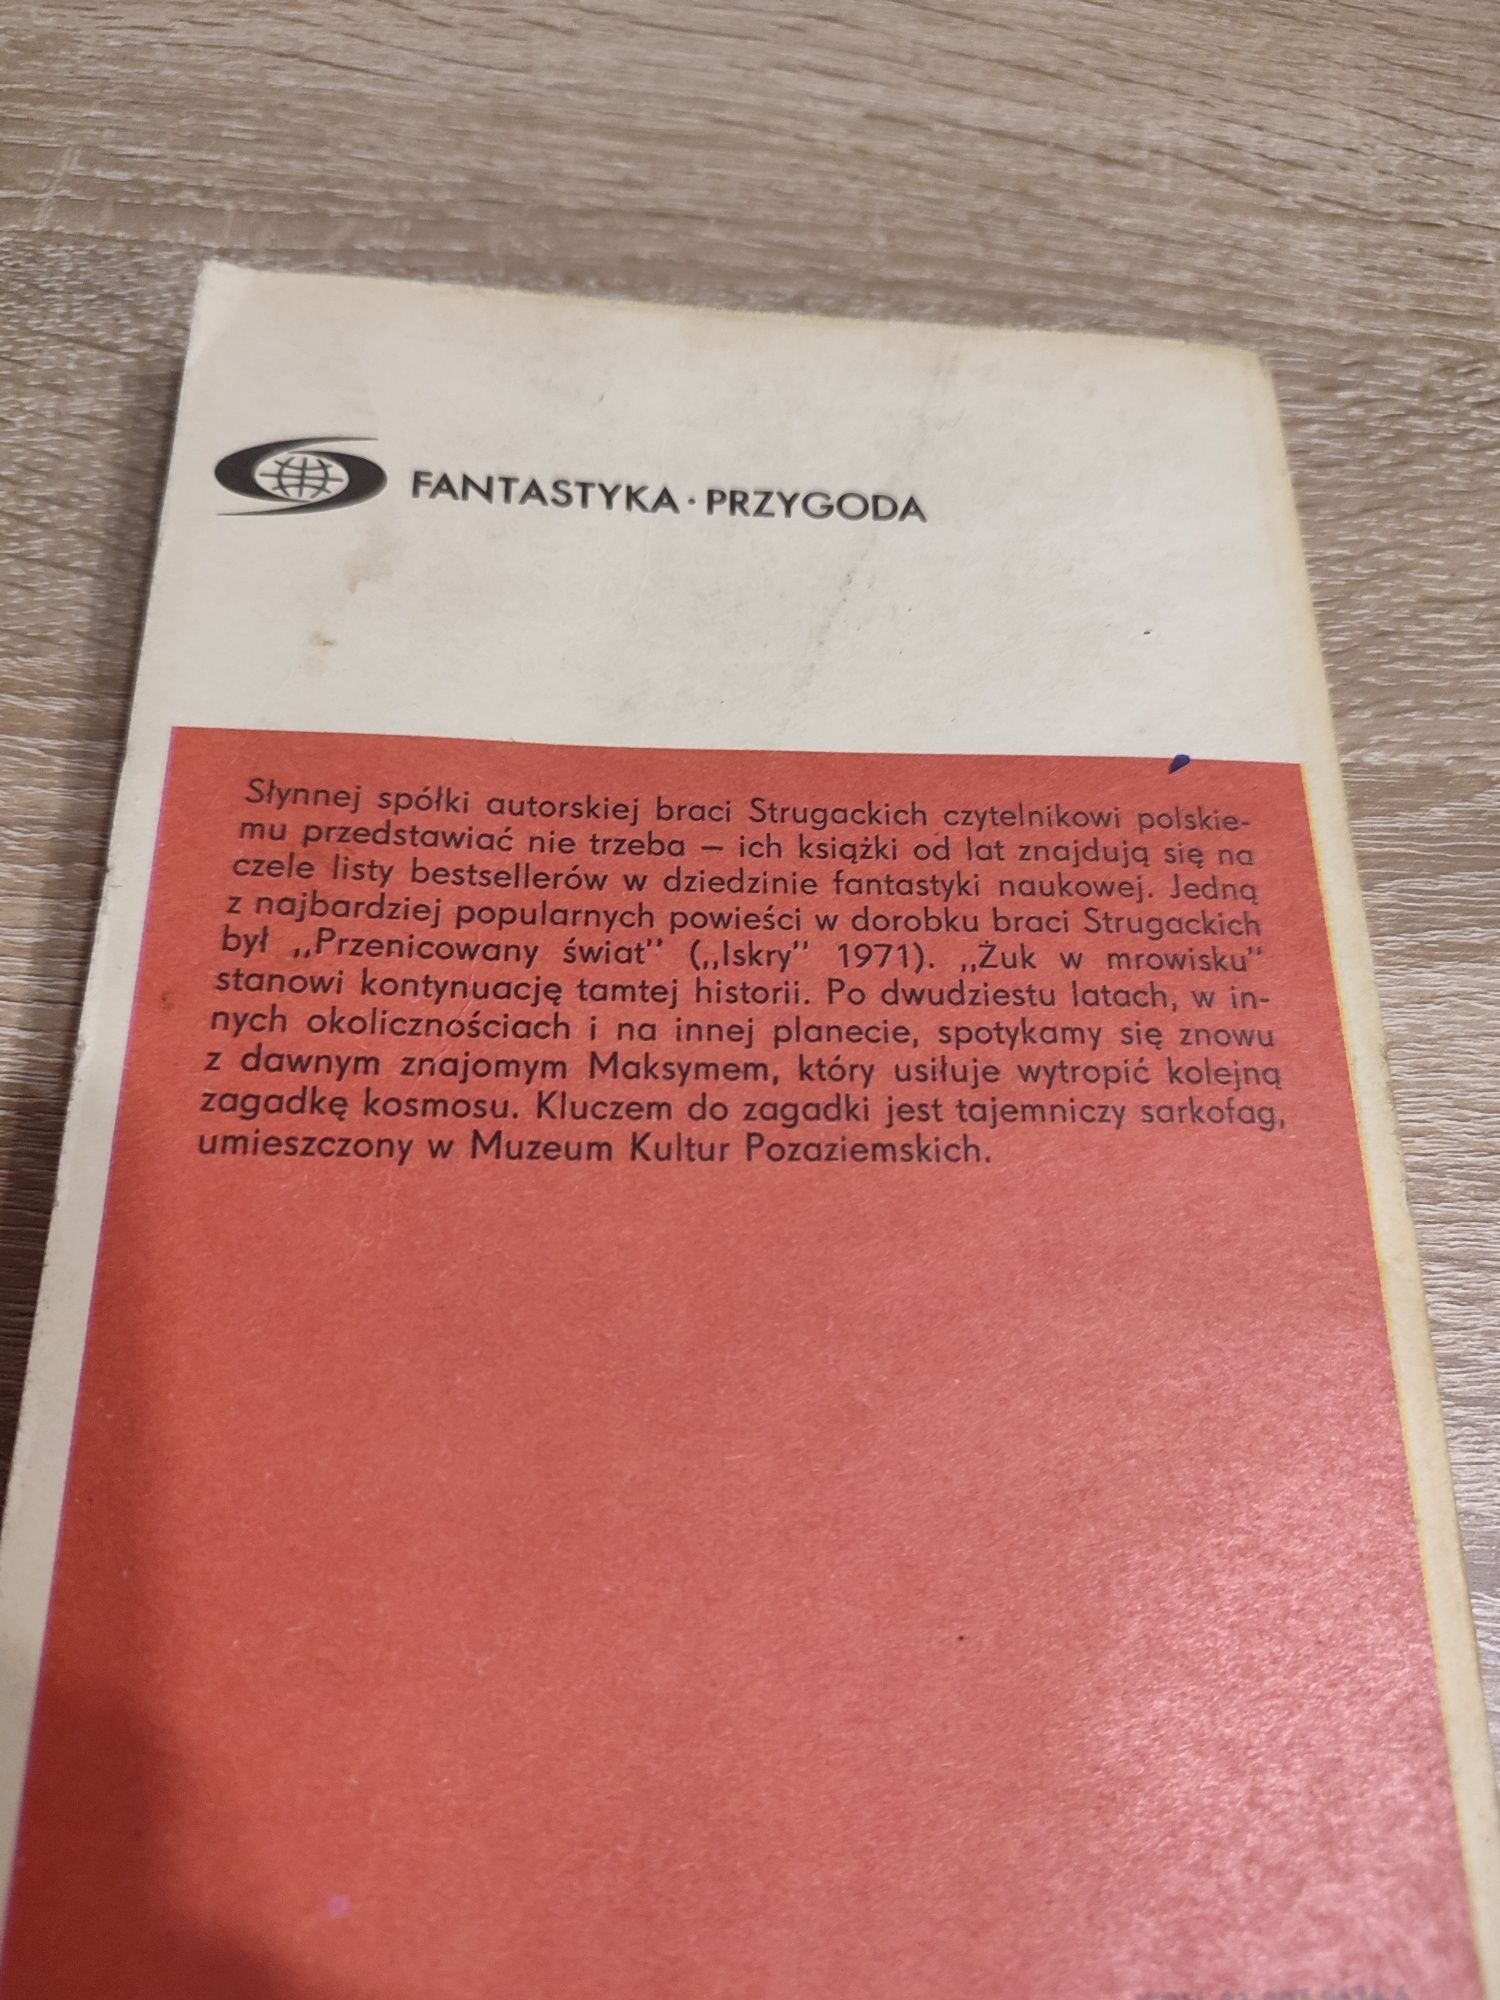 FANTASTYKA · PRZYGODA
Słynnej spółki autorskiej braci Strugackich czytelnikowi polskie-
mu przedstawiać nie trzeba – ich książki od lat znajdują się na
czele listy bestsellerów w dziedzinie fantastyki naukowej. Jedną
z najbardziej popularnych powieści w dorobku braci Strugackich
był „Przenicowany świat” („Iskry” 1971). „Żuk w mrowisku”
stanowi kontynuację tamtej historii. Po dwudziestu latach, w in-
nych okolicznościach i na innej planecie, spotykamy się znowu
z dawnym znajomym Maksymem, który usiłuje wytropić kolejną
zagadkę kosmosu. Kluczem do zagadki jest tajemniczy sarkofag,
umieszczony w Muzeum Kultur Pozaziemskich.